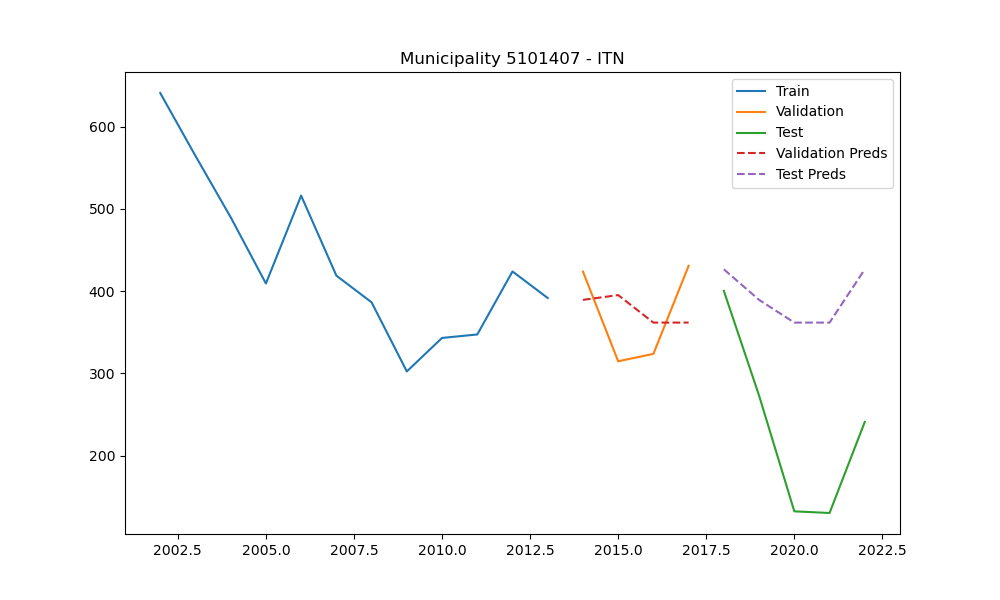 Municipality 5101407 - ITN
Train
Validation
Test
Validation Preds
Test Preds
600
500
400
300
200
2002.5 2005.0 2007.5 2010.0 2012.5 2015.0 2017.5 2020.0 2022.5